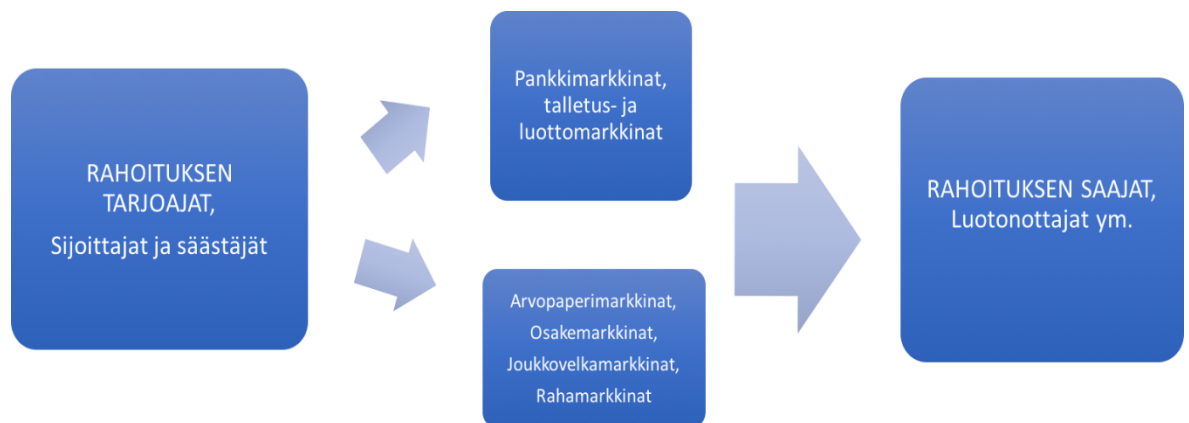 RAHOITUKSEN
TARJOAJAT,
Sijoittajat ja säästäjät
Pankkimarkkinat,
talletus- ja
luottomarkkinat
Arvopaperimarkkinat,
Osakemarkkinat,
Joukkovelkamarkkinat,
Rahamarkkinat
RAHOITUKSEN SAAJAT,
Luotonottajat ym.